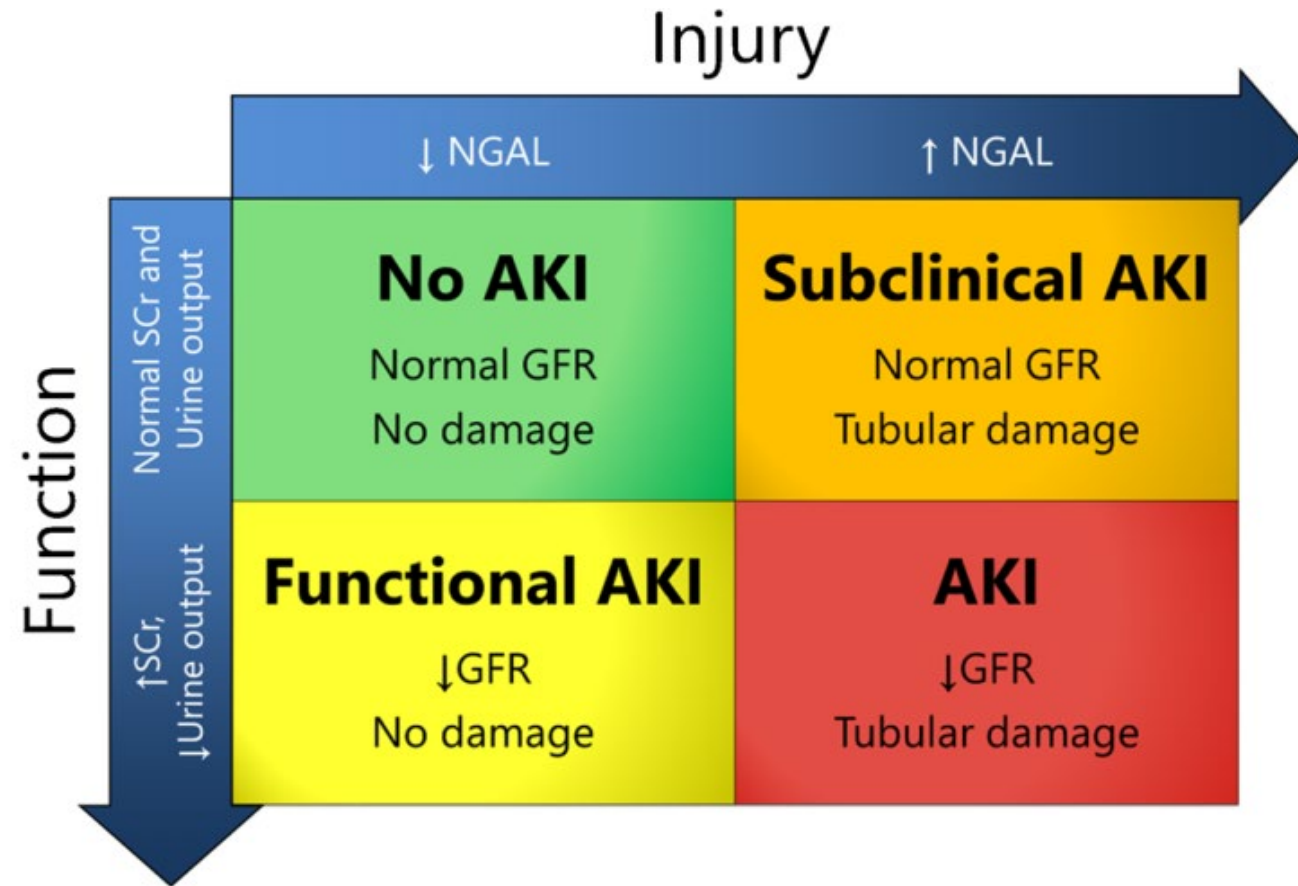 Injury
↓ NGAL
↑ NGAL
Function
Normal SCr and
Urine output
No AKI
Normal GFR
No damage
Subclinical AKI
Normal GFR
Tubular damage
↑SCr,
↓Urine output
Functional AKI
↓GFR
No damage
AKI
↓GFR
Tubular damage